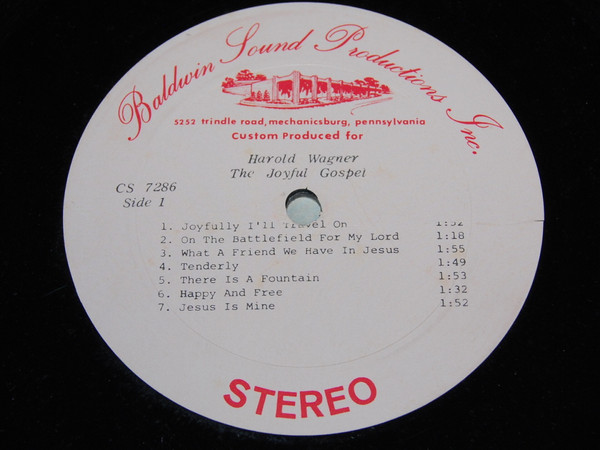 Baldwin Sound Productions Inc.
5252 trindle road, mechanicsburg, pennsylvania
Custom Produced for
Harold Wagner
The Joyful Gospel
CS 7286
Side 1
1. Joyfully I'll Travel On 1:52
2. On The Battlefield For My Lord 1:18
3. What A Friend We Have In Jesus 1:55
4. Tenderly 1:49
5. There Is A Fountain 1:53
6. Happy And Free 1:32
7. Jesus Is Mine 1:52
STEREO